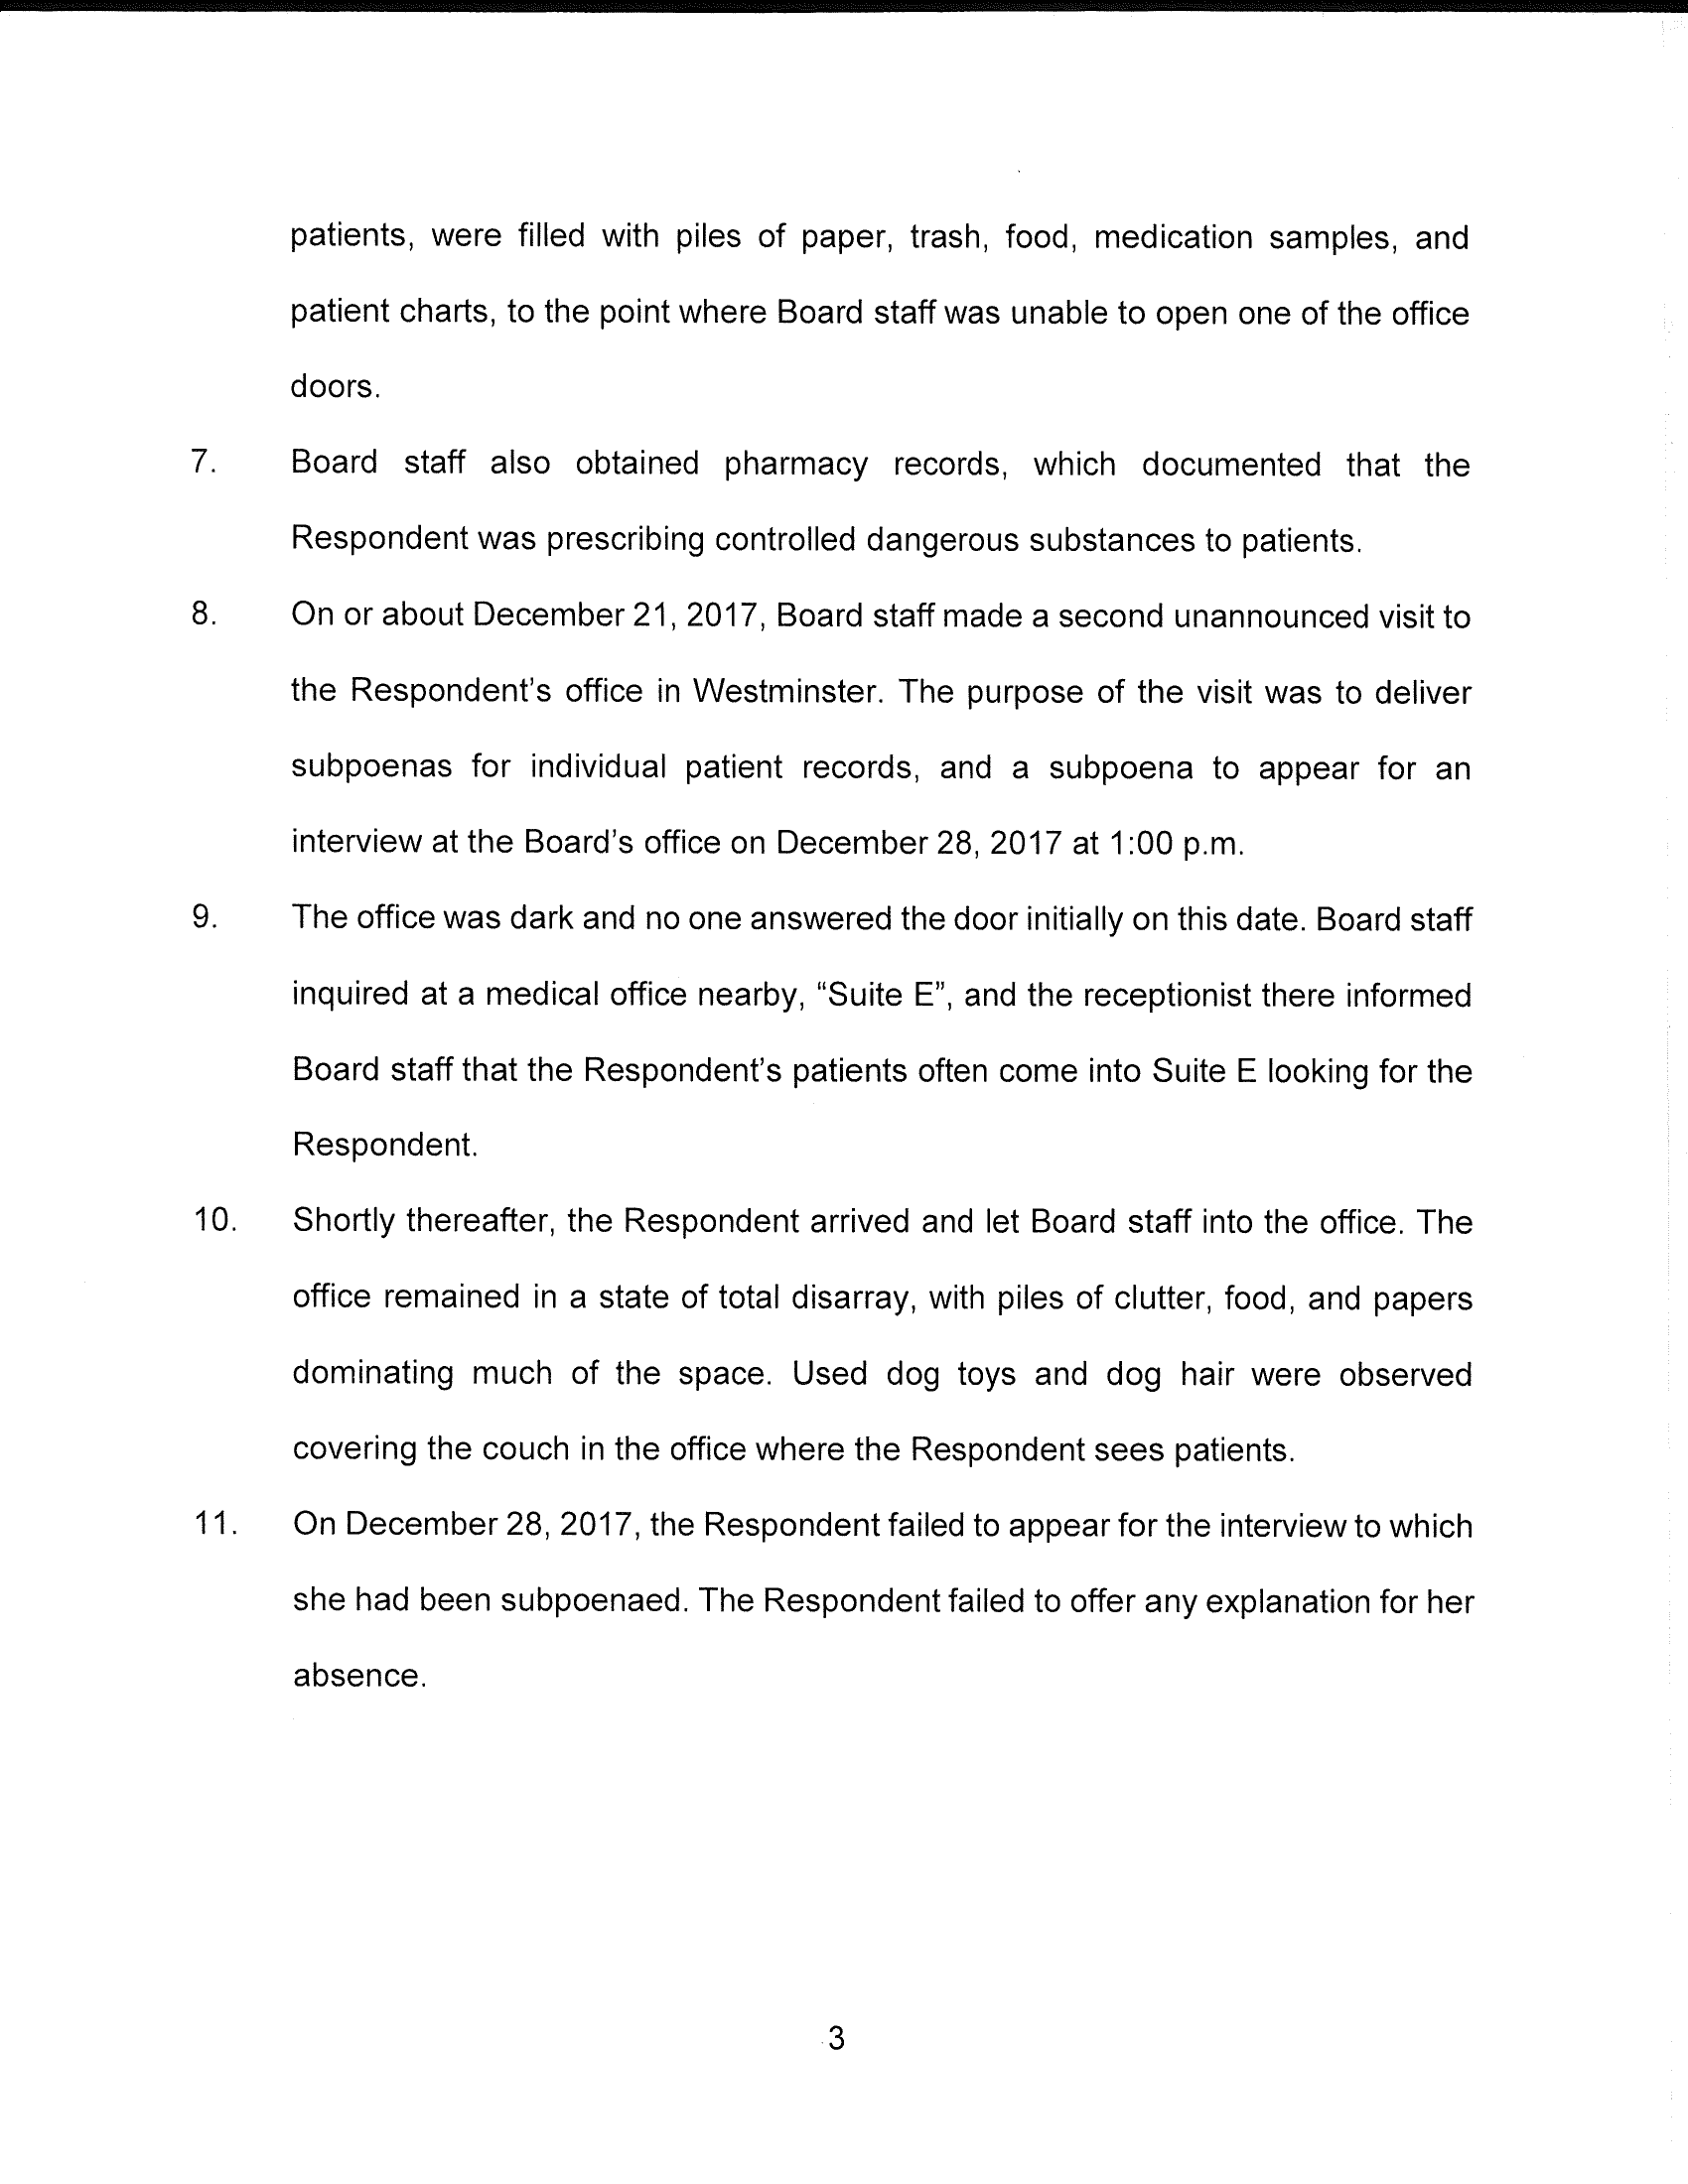 patients, were filled with piles of paper, trash, food, medication samples, and
patient charts, to the point where Board staff was unable to open one of the office
doors.
7. Board staff also obtained pharmacy records, which documented that the
Respondent was prescribing controlled dangerous substances to patients.
8. On or about December 21, 2017, Board staff made a second unannounced visit to
the Respondent's office in Westminster. The purpose of the visit was to deliver
subpoenas for individual patient records, and a subpoena to appear for an
interview at the Board's office on December 28, 2017 at 1:00 p.m.
9. The office was dark and no one answered the door initially on this date. Board staff
inquired at a medical office nearby, “Suite E”, and the receptionist there informed
Board staff that the Respondent's patients often come into Suite E looking for the
Respondent.
10. Shortly thereafter, the Respondent arrived and let Board staff into the office. The
office remained in a state of total disarray, with piles of clutter, food, and papers
dominating much of the space. Used dog toys and dog hair were observed
covering the couch in the office where the Respondent sees patients.
11. On December 28, 2017, the Respondent failed to appear for the interview to which
she had been subpoenaed. The Respondent failed to offer any explanation for her
absence.
3